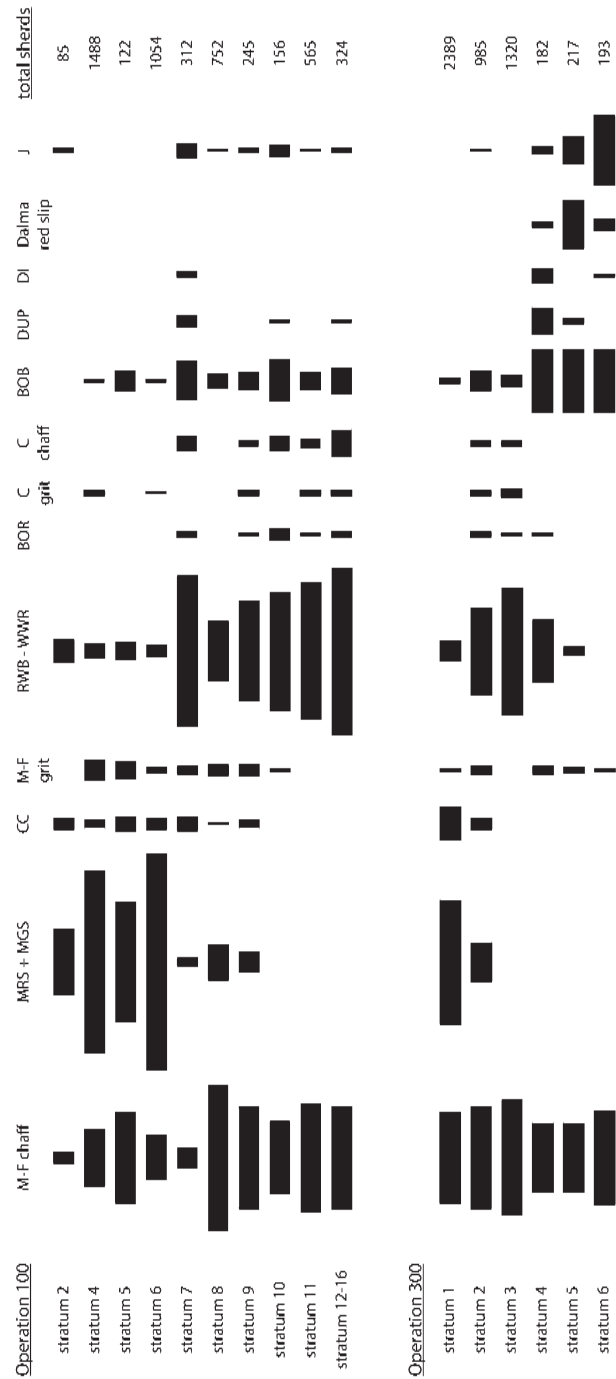 Operation 100
M-F chaff
MRS + MGS
CC
M-F
grit
RWB - WWR
BOR
C
grit
C
chaff
BOB
DUP
DI
Dalma
red slip
J
total sherds
stratum 2 85
stratum 4 1488
stratum 5 122
stratum 6 1054
stratum 7 312
stratum 8 752
stratum 9 245
stratum 10 156
stratum 11 565
stratum 12-16 324
Operation 300
stratum 1 2389
stratum 2 985
stratum 3 1320
stratum 4 182
stratum 5 217
stratum 6 193